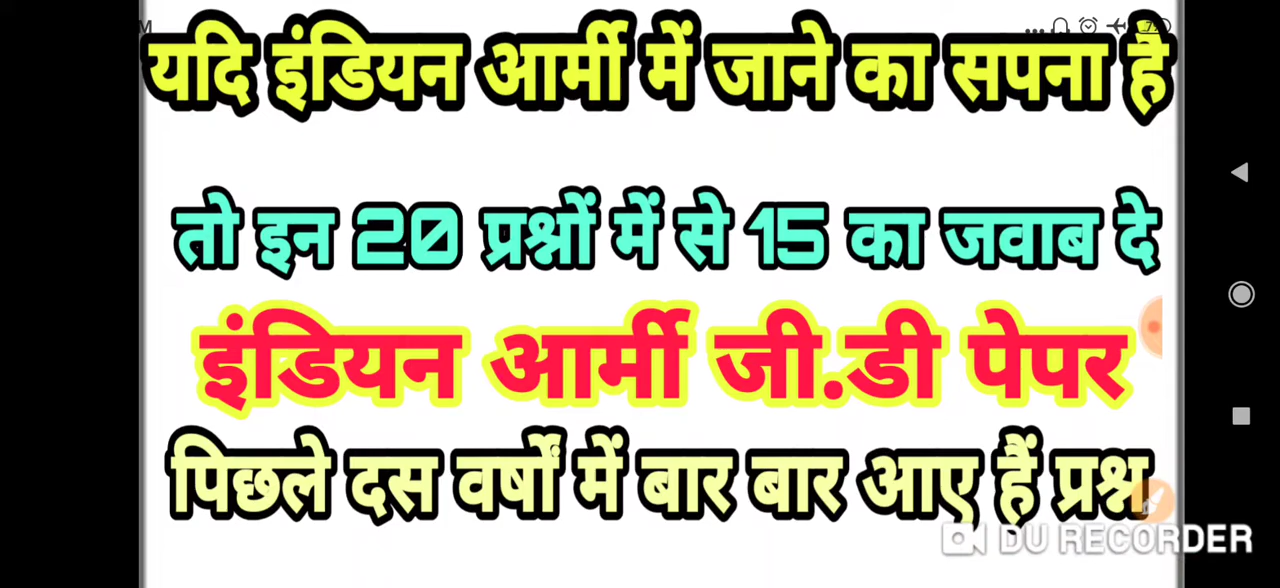 यदि इंडियन आर्मी में जाने का सपना है
तो इन 20 प्रश्नों में से 15 का जवाब दे
इंडियन आर्मी जी.डी पेपर
पिछले दस वर्षों में बार बार आए हैं प्रश्न
DU RECORDER